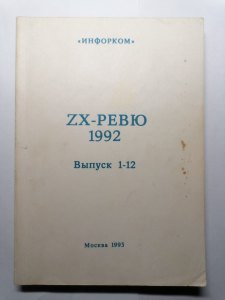 «ИНФОРКОМ»
ZX-РЕВЮ
1992
Выпуск 1-12
Москва 1993